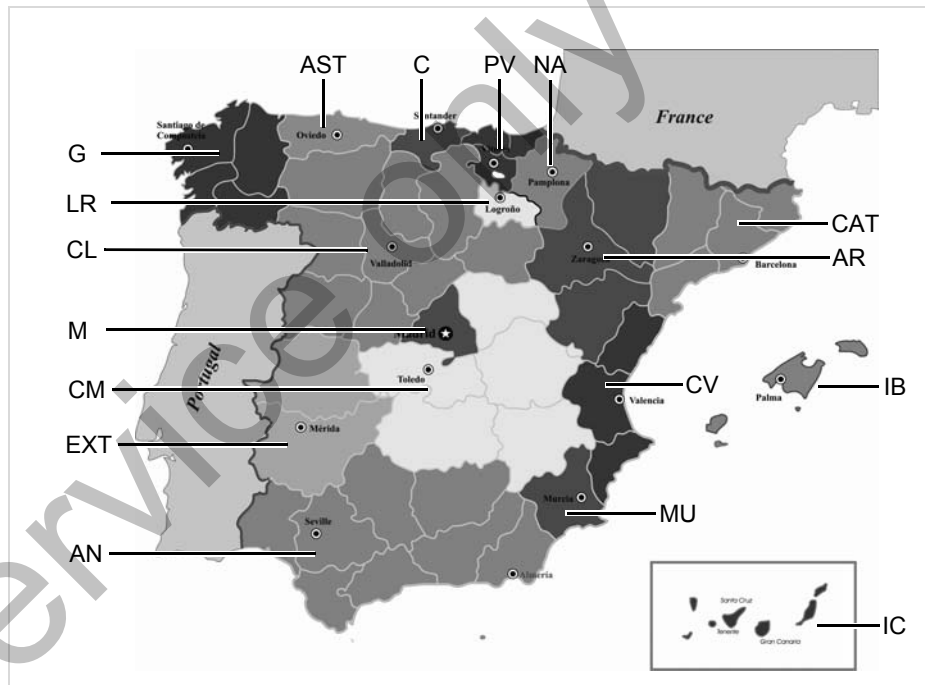 AST C PV NA
Santander
Santiago de
France
Oviedo
G
Pamplona
LR
Logroño
CAT
CL
Valladolid
Zaragoza
AR
Barcelona
M
Madrid
CM
Toledo
CV
IB
Palma
Portugal
Valencia
EXT
Mérida
Murcia
MU
Seville
AN
Almería
Santa Cruz
Tenerife
Gran Canaria
IC
ervice only